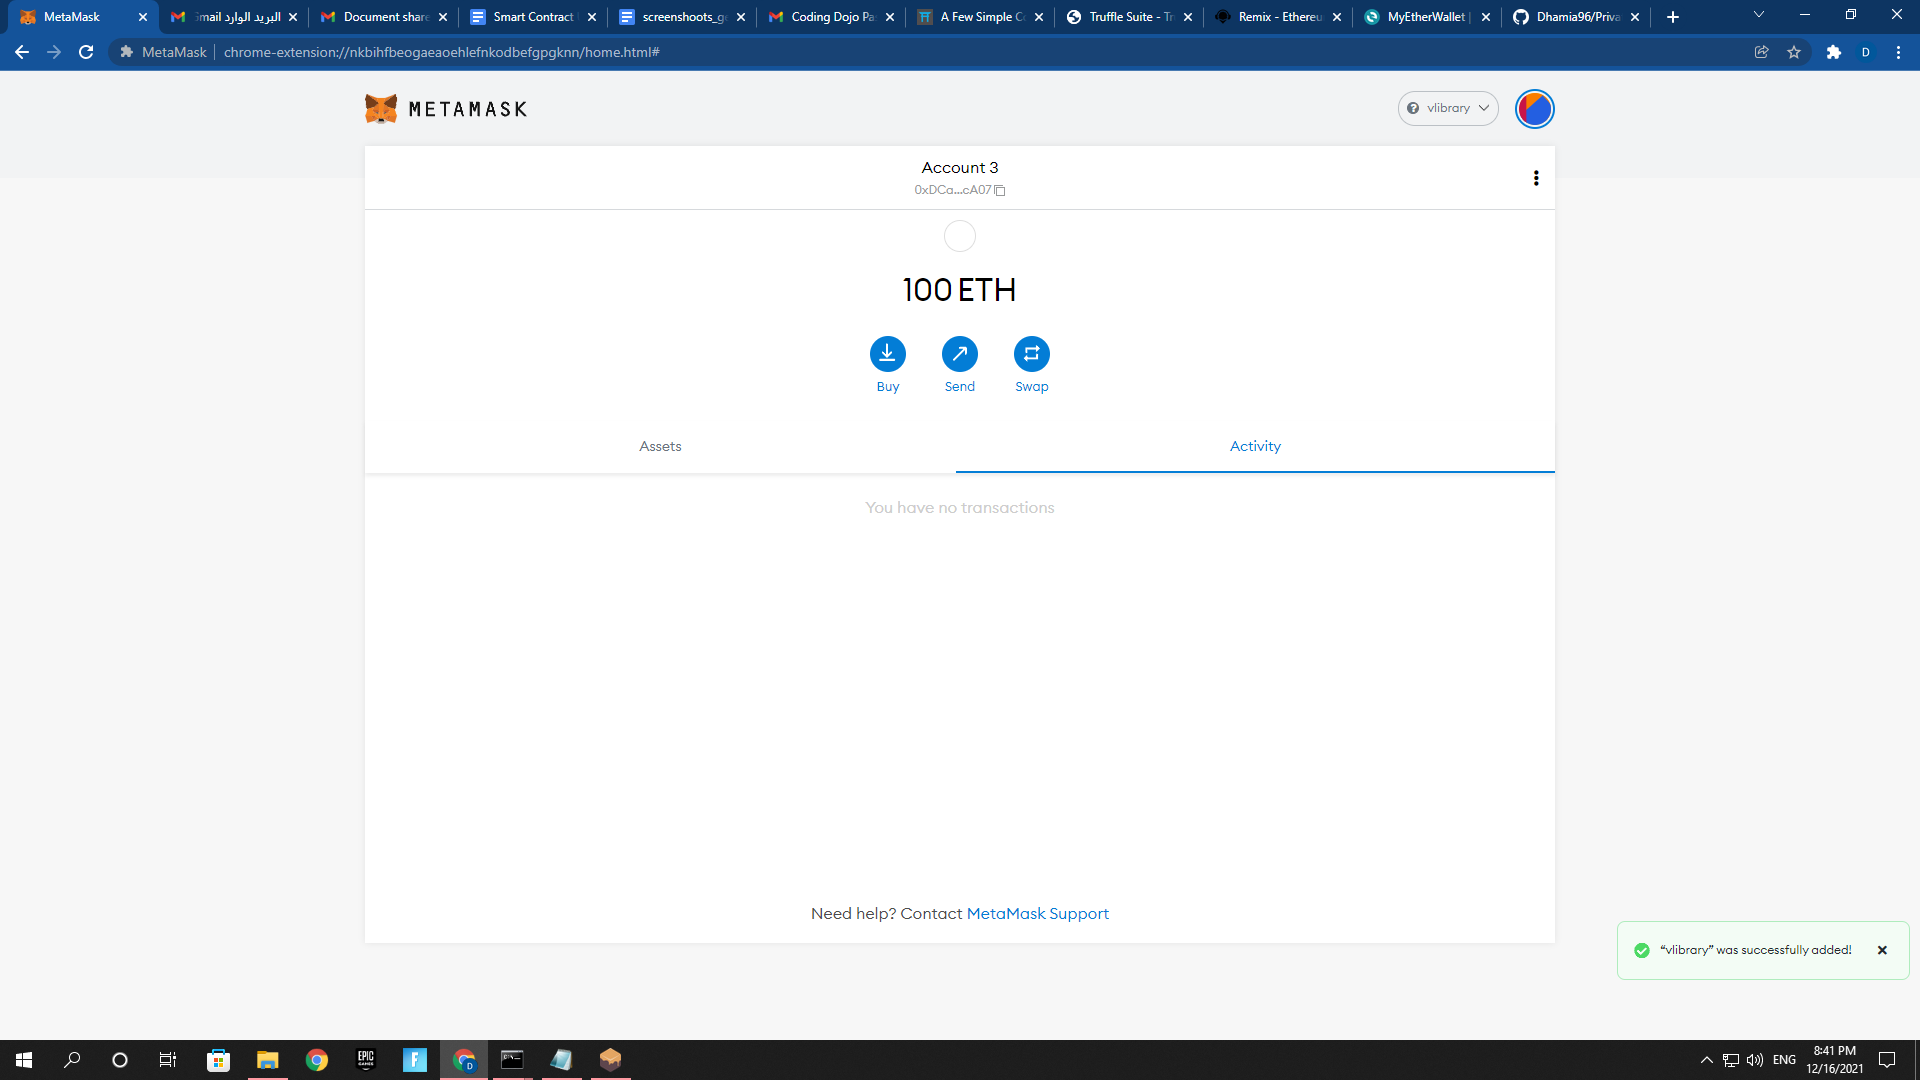 MetaMask
Gmail البريد الوارد
Document share
Smart Contract
screenshoots_g
Coding Dojo Pa
A Few Simple C
Truffle Suite - Tr
Remix - Ethereu
MyEtherWallet |
Dhamia96/Priva
MetaMask
chrome-extension://nkbihfbeogaeaoehlefnkodbefgpgknn/home.html#
D
METAMASK
vlibrary
Account 3
0xDCa...cA07
100 ETH
Buy
Send
Swap
Assets
Activity
You have no transactions
Need help? Contact MetaMask Support
“vlibrary” was successfully added!
EPIC
GAMES
F
D
ENG
8:41 PM
12/16/2021